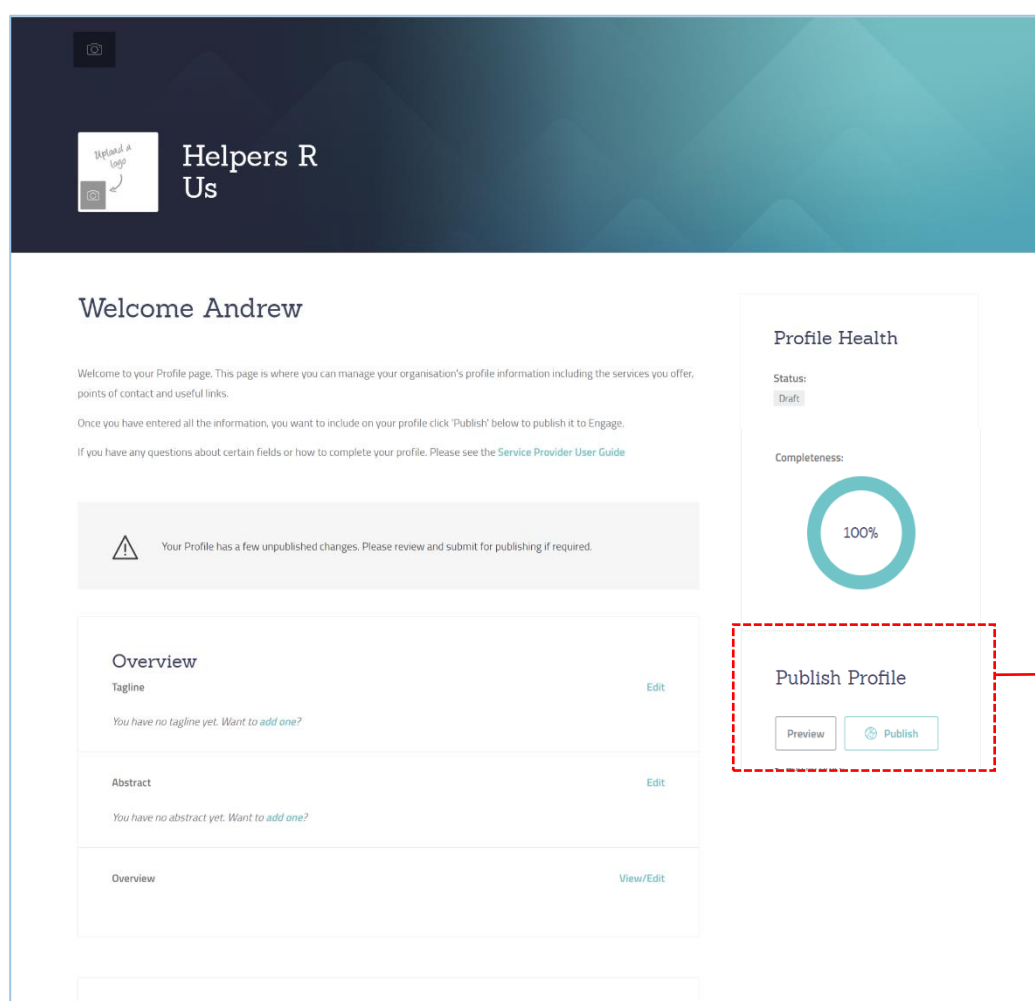 Upload a
logo
Helpers R
Us
Welcome Andrew
Welcome to your Profile page. This page is where you can manage your organisation's profile information including the services you offer,
points of contact and useful links.
Once you have entered all the information, you want to include on your profile click 'Publish' below to publish it to Engage.
If you have any questions about certain fields or how to complete your profile. Please see the Service Provider User Guide
Your Profile has a few unpublished changes. Please review and submit for publishing if required.
Overview
Tagline Edit
You have no tagline yet. Want to add one?
Abstract Edit
You have no abstract yet. Want to add one?
Overview View/Edit
Profile Health
Status:
Draft
Completeness:
100%
Publish Profile
Preview Publish